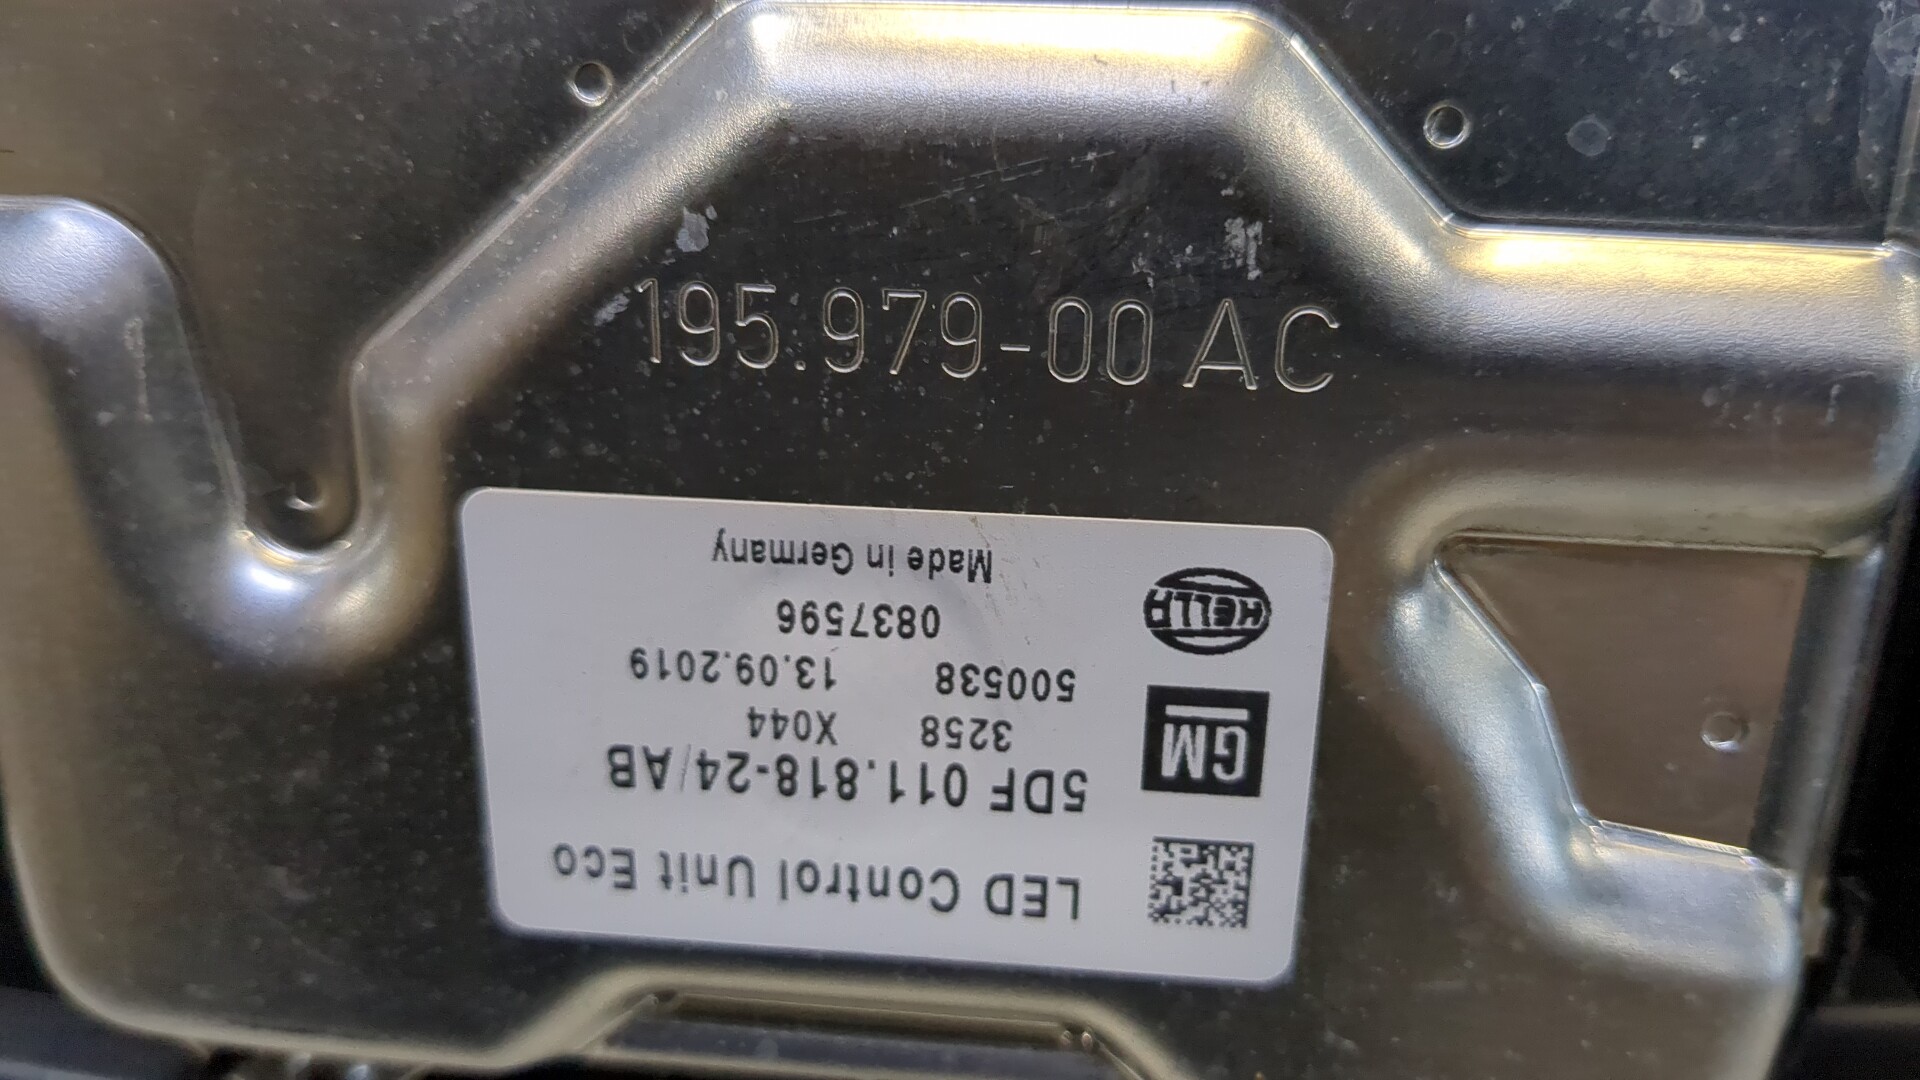 195.979-00 AC
LED Control Unit Eco
5DF 011.818-24/AB
3258 X044
500538 13.09.2019
0837596
Made in Germany
GM
HELLA